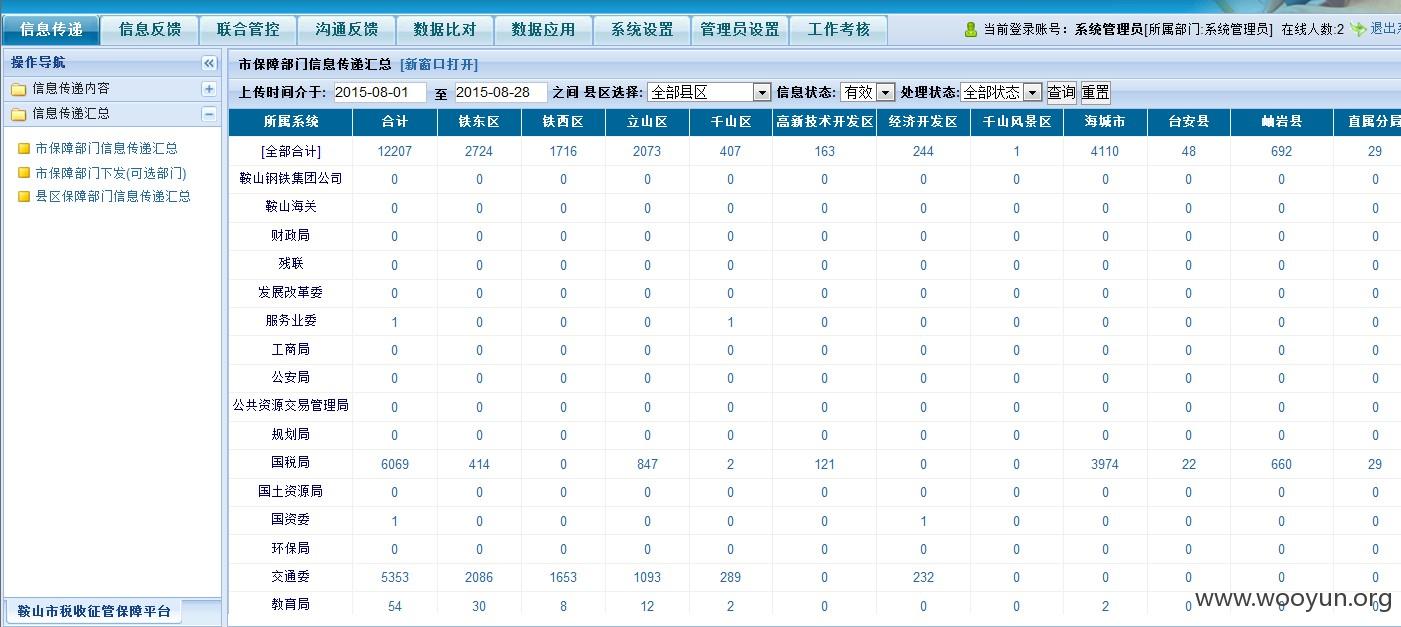 信息传递 信息反馈 联合管控 沟通反馈 数据比对 数据应用 系统设置 管理员设置 工作考核 当前登录账号：系统管理员[所属部门:系统管理员] 在线人数:2 退出
操作导航
信息传递内容
信息传递汇总
市保障部门信息传递汇总
市保障部门下发(可选部门)
县区保障部门信息传递汇总
鞍山市税收征管保障平台
市保障部门信息传递汇总 [新窗口打开]
上传时间介于: 2015-08-01 至 2015-08-28 之间 县区选择: 全部县区 信息状态: 有效 处理状态: 全部状态 查询 重置
所属系统 合计 铁东区 铁西区 立山区 千山区 高新技术开发区 经济开发区 千山风景区 海城市 台安县 岫岩县 直属分局
[全部合计] 12207 2724 1716 2073 407 163 244 1 4110 48 692 29
鞍山钢铁集团公司 0 0 0 0 0 0 0 0 0 0 0 0
鞍山海关 0 0 0 0 0 0 0 0 0 0 0 0
财政局 0 0 0 0 0 0 0 0 0 0 0 0
残联 0 0 0 0 0 0 0 0 0 0 0 0
发展改革委 0 0 0 0 0 0 0 0 0 0 0 0
服务业委 1 0 0 0 1 0 0 0 0 0 0 0
工商局 0 0 0 0 0 0 0 0 0 0 0 0
公安局 0 0 0 0 0 0 0 0 0 0 0 0
公共资源交易管理局 0 0 0 0 0 0 0 0 0 0 0 0
规划局 0 0 0 0 0 0 0 0 0 0 0 0
国税局 6069 414 0 847 2 121 0 0 3974 22 660 29
国土资源局 0 0 0 0 0 0 0 0 0 0 0 0
国资委 1 0 0 0 0 0 1 0 0 0 0 0
环保局 0 0 0 0 0 0 0 0 0 0 0 0
交通委 5353 2086 1653 1093 289 0 232 0 0 0 0 0
教育局 54 30 8 12 2 0 0 0 2 0 0 0
www.wooyun.org